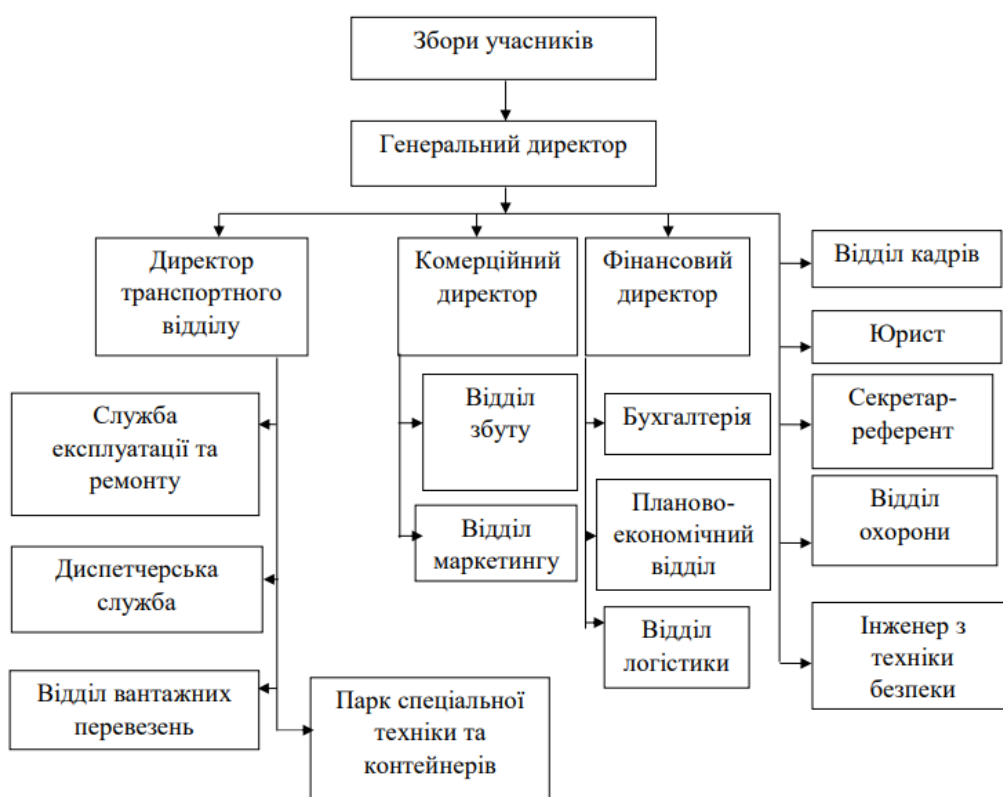 Збори учасників
Генеральний директор
Директор
транспортного
відділу
Комерційний
директор
Фінансовий
директор
Відділ кадрів
Юрист
Секретар-
референт
Відділ
охорони
Інженер з
техніки
безпеки
Служба
експлуатації та
ремонту
Диспетчерська
служба
Відділ вантажних
перевезень
Парк спеціальної
техніки та
контейнерів
Відділ
збуту
Відділ
маркетингу
Бухгалтерія
Планово-
економічний
відділ
Відділ
логістики